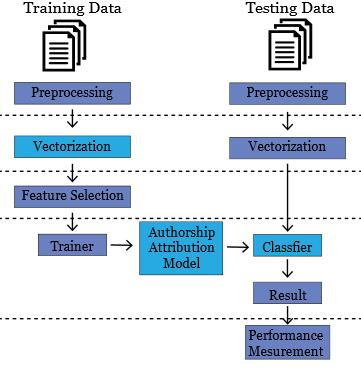 Training Data
Testing Data
Preprocessing
Preprocessing
Vectorization
Vectorization
Feature Selection
Trainer
Authorship
Attribution
Model
Classfier
Result
Performance
Mesurement